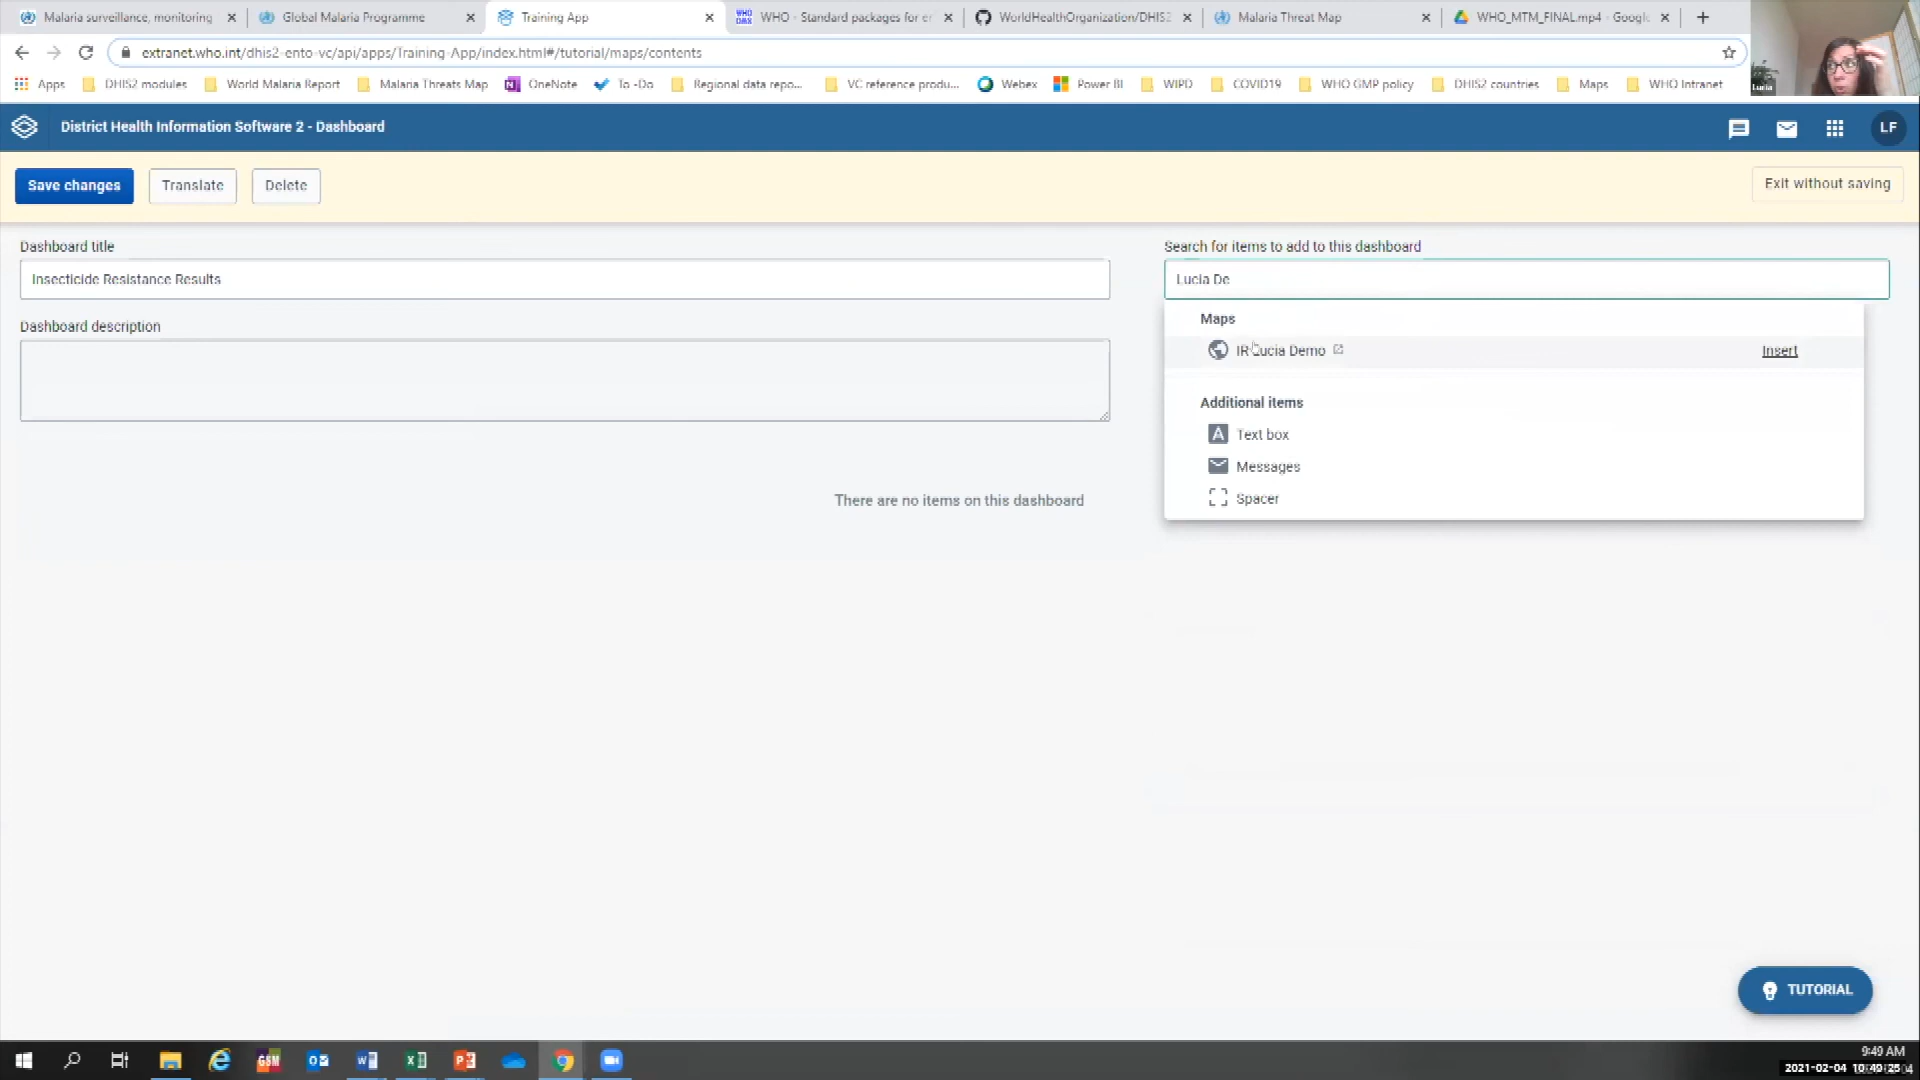 Malaria surveillance, monitoring
Global Malaria Programme
Training App
WHO - Standard packages for en
WorldHealthOrganization/DHIS2
Malaria Threat Map
WHO_MTM_FINAL.mp4 - Google
extranet.who.int/dhis2-ento-vc/api/apps/Training-App/index.html#/tutorial/maps/contents
Apps
DHIS2 modules
World Malaria Report
Malaria Threats Map
OneNote
To -Do
Regional data repo...
VC reference produ...
Webex
Power BI
WIPD
COVID19
WHO GMP policy
DHIS2 countries
Maps
WHO Intranet
Lucia
District Health Information Software 2 - Dashboard
LF
Save changes
Translate
Delete
Exit without saving
Dashboard title
Insecticide Resistance Results
Dashboard description
Search for items to add to this dashboard
Lucia De
Maps
IR Lucia Demo
Insert
Additional items
Text box
Messages
Spacer
There are no items on this dashboard
TUTORIAL
9:49 AM
2021-02-04 10:49:25